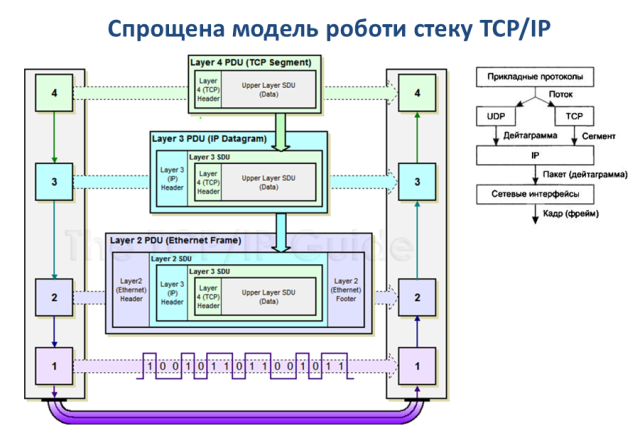 Спрощена модель роботи стеку TCP/IP
Layer 4 PDU (TCP Segment)
Layer
4 (TCP)
Header
Upper Layer SDU
(Data)
4
4
Layer 3 PDU (IP Datagram)
Layer 3 SDU
Layer 3
(IP)
Header
Layer
4 (TCP)
Header
Upper Layer SDU
(Data)
3
3
The TCP/IP Guide
Layer 2 PDU (Ethernet Frame)
Layer 2 SDU
Layer 3 SDU
Layer2
(Ethernet)
Header
Layer
3 (IP)
Header
Layer
4 (TCP)
Header
Upper Layer SDU
(Data)
Layer 2
(Ethernet)
Footer
2
2
1
1 0 0 1 0 1 1 0 1 1 0 0 1 0 1 1
1
Прикладные протоколы
Поток
UDP
TCP
Дейтаграмма
Сегмент
IP
Пакет (дейтаграмма)
Сетевые интерфейсы
Кадр (фрейм)